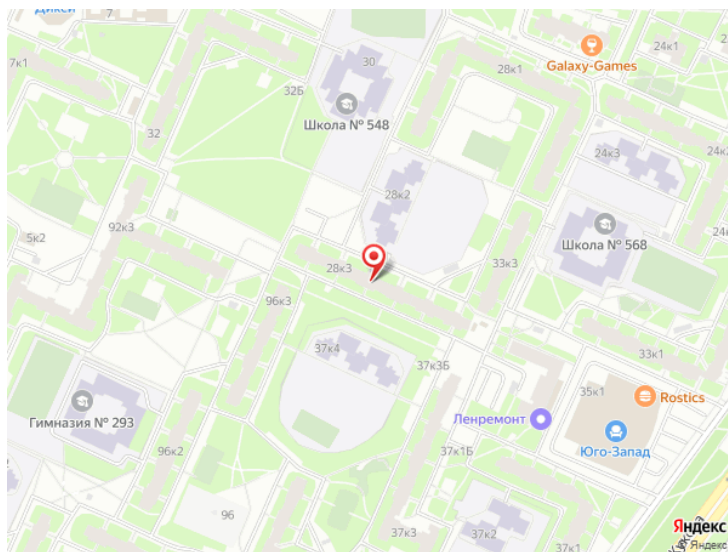 Дикси
7
7к1
24к1
Galaxy-Games
28к1
30
32Б
32
Школа № 548
24к3
28к2
92к3
5к2
Школа № 568
28к3
33к3
96к3
37к4
33к1
37к3Б
35к1
Rostics
Гимназия № 293
Ленремонт
Юго-Запад
96к2
37к1Б
96
37к3
37к2
Яндекс
© Яндекс